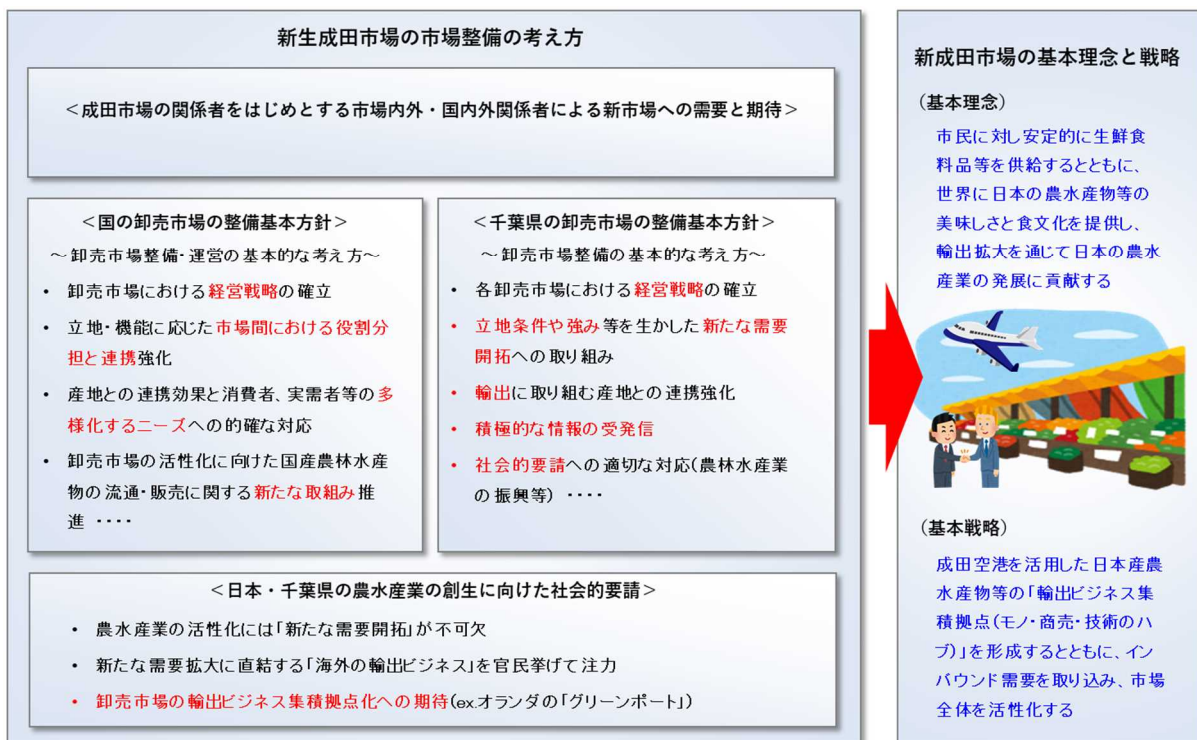 新生成田市場の市場整備の考え方
<成田市場の関係者をはじめとする市場内外・国内外関係者による新市場への需要と期待>
<国の卸売市場の整備基本方針>
～卸売市場整備・運営の基本的な考え方～
• 卸売市場における経営戦略の確立
• 立地・機能に応じた市場間における役割分
担と連携強化
• 産地との連携効果と消費者、実需者等の多
様化するニーズへの的確な対応
• 卸売市場の活性化に向けた国産農林水産
物の流通・販売に関する新たな取組み推
進 ・・・・
<千葉県の卸売市場の整備基本方針>
～卸売市場整備の基本的な考え方～
• 各卸売市場における経営戦略の確立
• 立地条件や強み等を生かした新たな需要
開拓への取り組み
• 輸出に取り組む産地との連携強化
• 積極的な情報の受発信
• 社会的要請への適切な対応(農林水産業
の振興等) ・・・・
<日本・千葉県の農水産業の創生に向けた社会的要請>
• 農水産業の活性化には「新たな需要開拓」が不可欠
• 新たな需要拡大に直結する「海外の輸出ビジネス」を官民挙げて注力
• 卸売市場の輸出ビジネス集積拠点化への期待(ex.オランダの「グリーンポート」)
新成田市場の基本理念と戦略
(基本理念)
市民に対し安定的に生鮮食
料品等を供給するとともに、
世界に日本の農水産物等の
美味しさと食文化を提供し、
輸出拡大を通じて日本の農水
産業の発展に貢献する
(基本戦略)
成田空港を活用した日本産農
水産物等の「輸出ビジネス集
積拠点(モノ・商売・技術のハ
ブ)」を形成するとともに、イン
バウンド需要を取り込み、市場
全体を活性化する